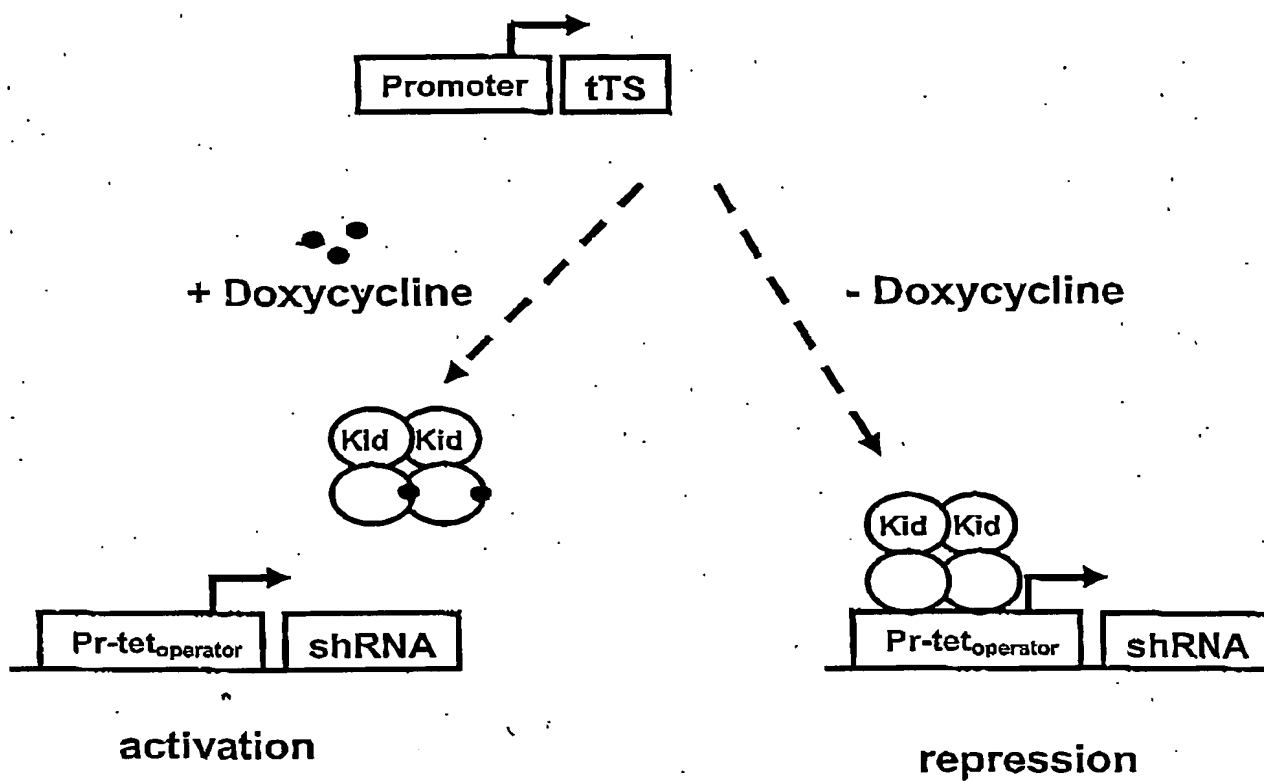 Promoter tTS
+ Doxycycline
- Doxycycline
Kid Kid
Kid Kid
Pr-tetoperator shRNA
Pr-tetoperator shRNA
activation
repression